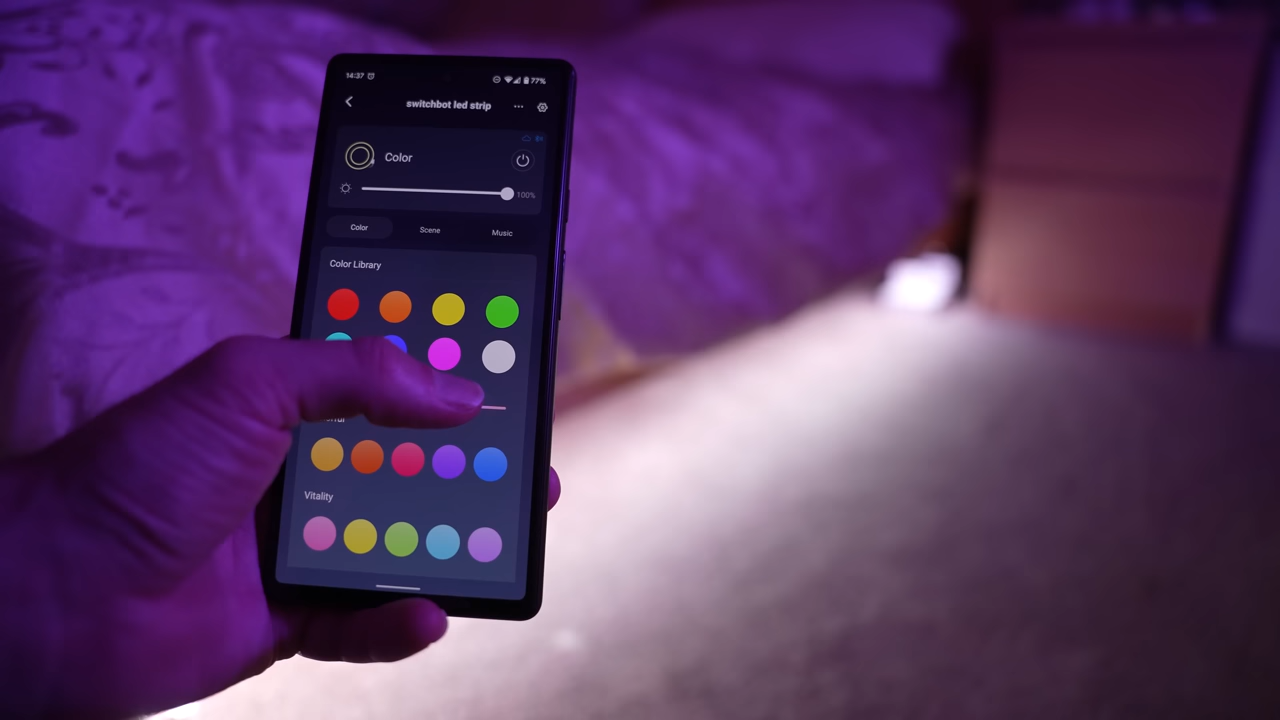 14:37
77%
switchbot led strip
Color
100%
Color Scene Music
Color Library
Vitality